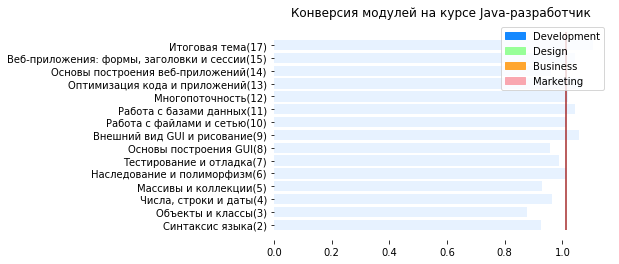 Конверсия модулей на курсе Java-разработчик
Development
Design
Business
Marketing
Итоговая тема(17)
Веб-приложения: формы, заголовки и сессии(15)
Основы построения веб-приложений(14)
Оптимизация кода и приложений(13)
Многопоточность(12)
Работа с базами данных(11)
Работа с файлами и сетью(10)
Внешний вид GUI и рисование(9)
Основы построения GUI(8)
Тестирование и отладка(7)
Наследование и полиморфизм(6)
Массивы и коллекции(5)
Числа, строки и даты(4)
Объекты и классы(3)
Синтаксис языка(2)
0.0 0.2 0.4 0.6 0.8 1.0